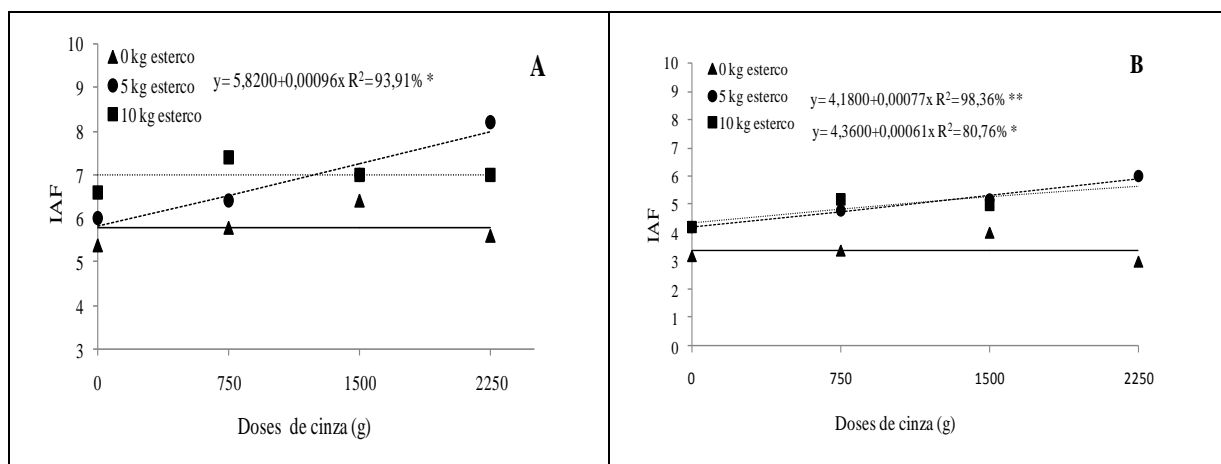 10
9
8
7
6
5
4
3
IAF
▲ 0 kg esterco
● 5 kg esterco
■ 10 kg esterco
y= 5,8200+0,00096x R²=93,91% *
A
0
750
1500
2250
Doses de cinza (g)
10
9
8
7
6
5
4
3
2
1
0
IAF
▲ 0 kg esterco
● 5 kg esterco
■ 10 kg esterco
y= 4,1800+0,00077x R²=98,36% **
y= 4,3600+0,00061x R²=80,76% *
B
0
750
1500
2250
Doses de cinza (g)